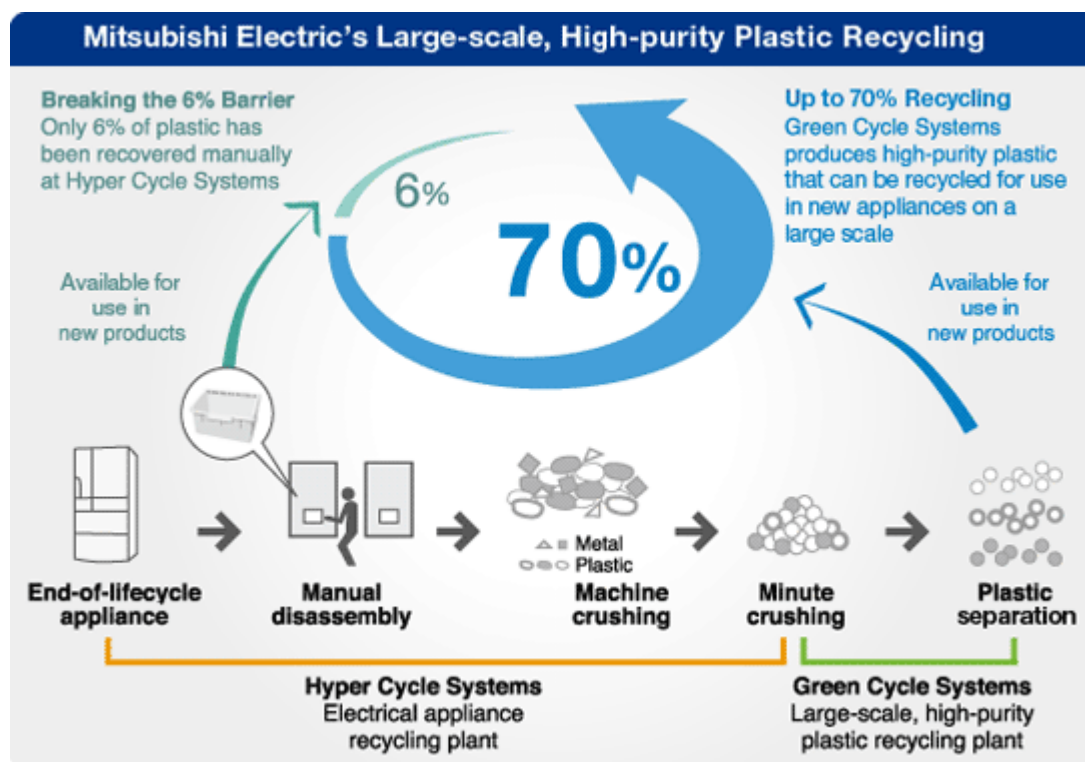 Mitsubishi Electric's Large-scale, High-purity Plastic Recycling
Breaking the 6% Barrier
Only 6% of plastic has
been recovered manually
at Hyper Cycle Systems
Up to 70% Recycling
Green Cycle Systems
produces high-purity plastic
that can be recycled for use
in new appliances on a
large scale
6%
70%
Available for
use in
new products
Available for
use in
new products
Metal
Plastic
End-of-lifecycle
appliance
Manual
disassembly
Machine
crushing
Minute
crushing
Plastic
separation
Hyper Cycle Systems
Electrical appliance
recycling plant
Green Cycle Systems
Large-scale, high-purity
plastic recycling plant